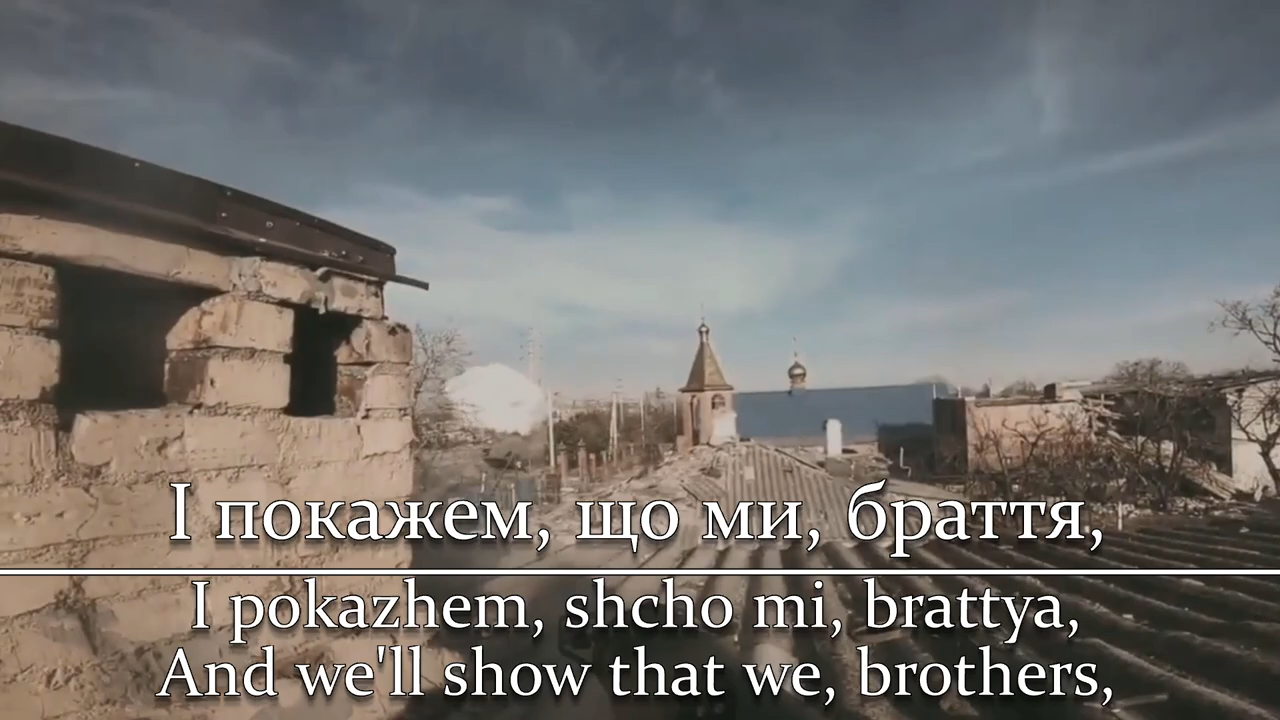 І покажем, що ми, браття,
I pokazhem, shcho mi, brattya,
And we'll show that we, brothers,